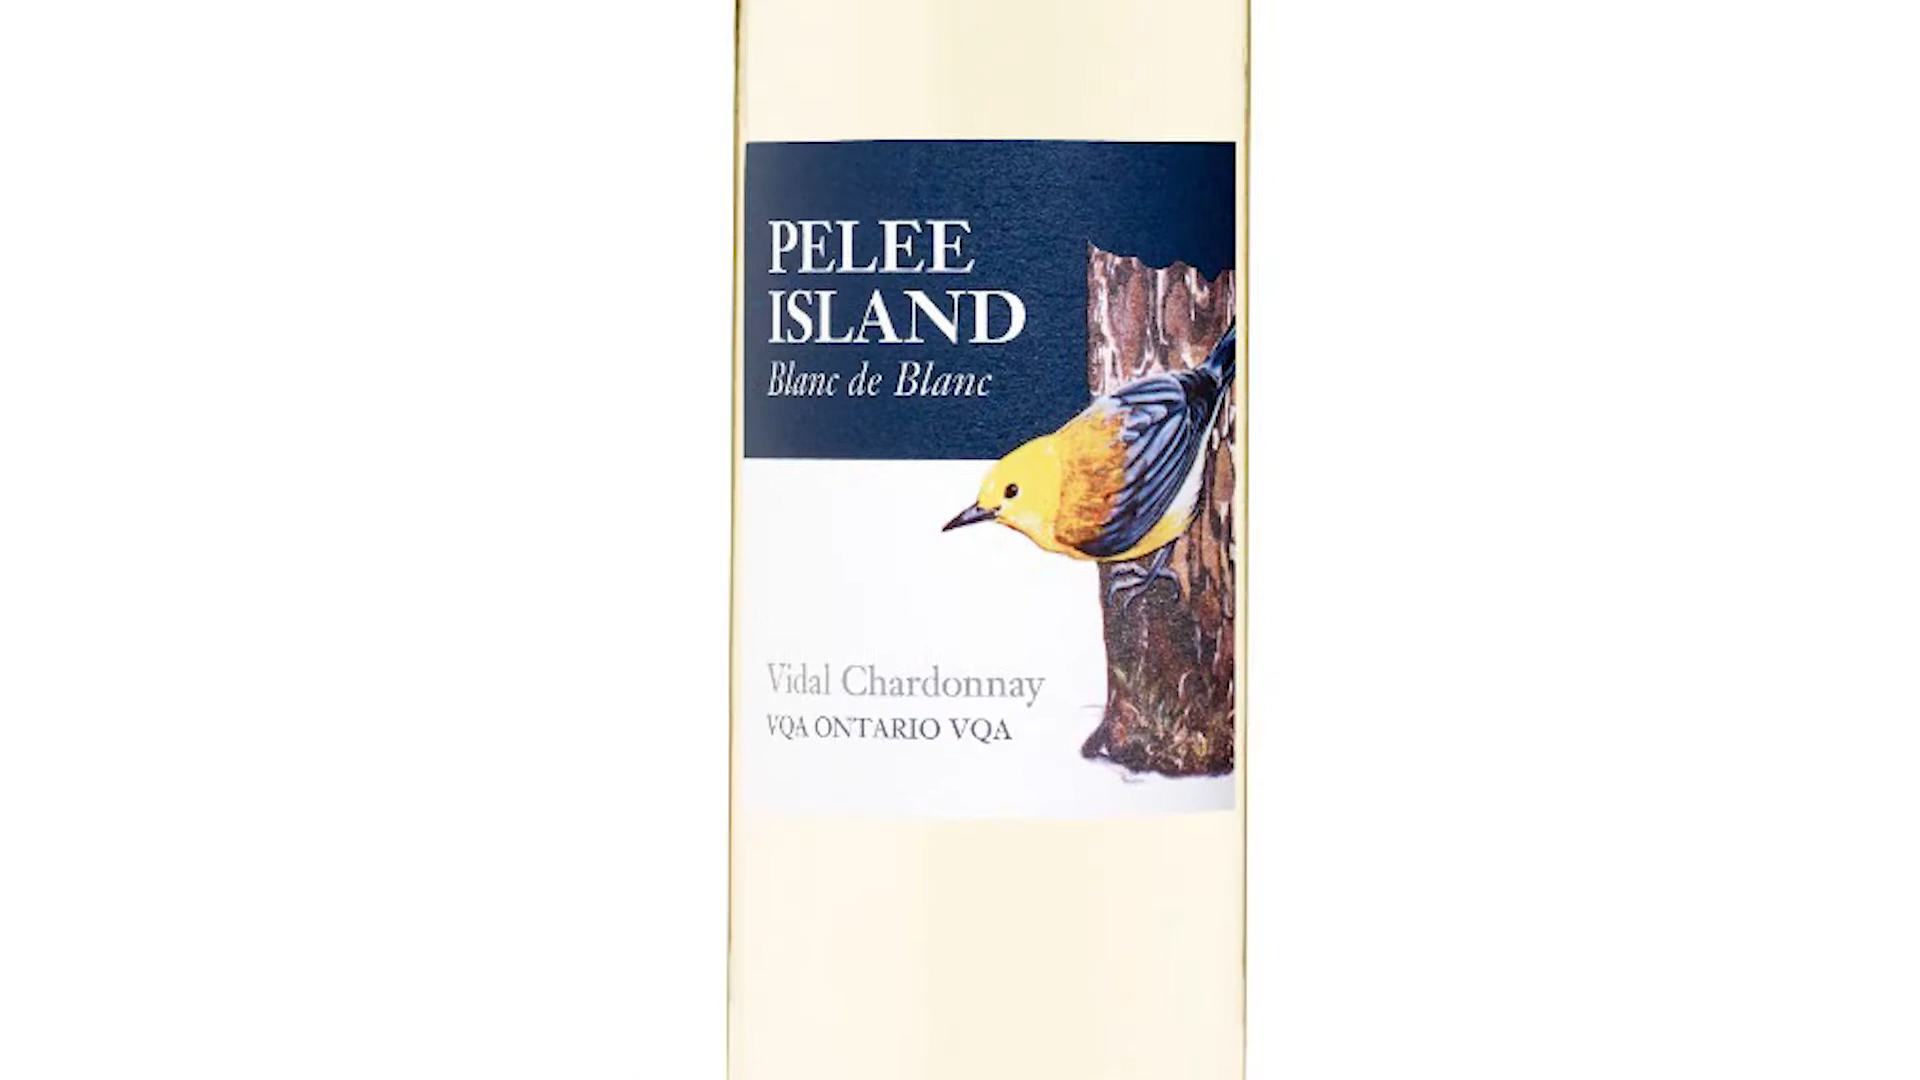 PELEE
ISLAND
Blanc de Blanc
Vidal Chardonnay
VQA ONTARIO VQA